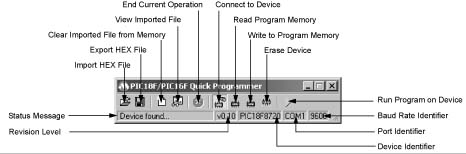 End Current Operation
Connect to Device
View Imported File
Read Program Memory
Clear Imported File from Memory
Write to Program Memory
Export HEX File
Erase Device
Import HEX File
PIC18F/PIC16F Quick Programmer
Run Program on Device
Status Message
Device found...
v0.10
PIC18F8720
COM1
9600
Baud Rate Identifier
Revision Level
Port Identifier
Device Identifier